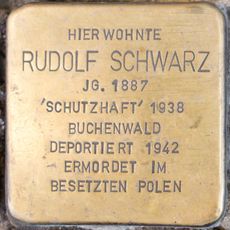 HIER WOHNTE
RUDOLF SCHWARZ
JG. 1887
'SCHUTZHAFT' 1938
BUCHENWALD
DEPORTIERT 1942
ERMORDET IM
BESETZTEN POLEN